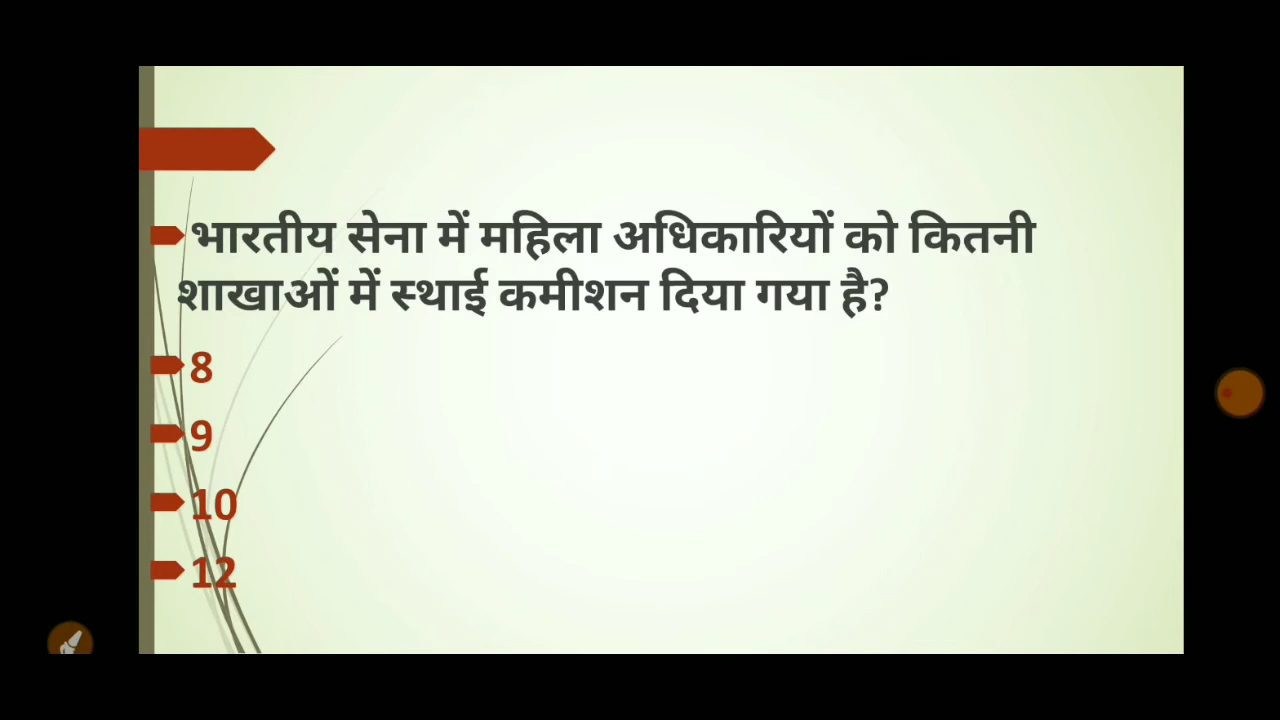 भारतीय सेना में महिला अधिकारियों को कितनी
शाखाओं में स्थाई कमीशन दिया गया है?
8
9
10
12